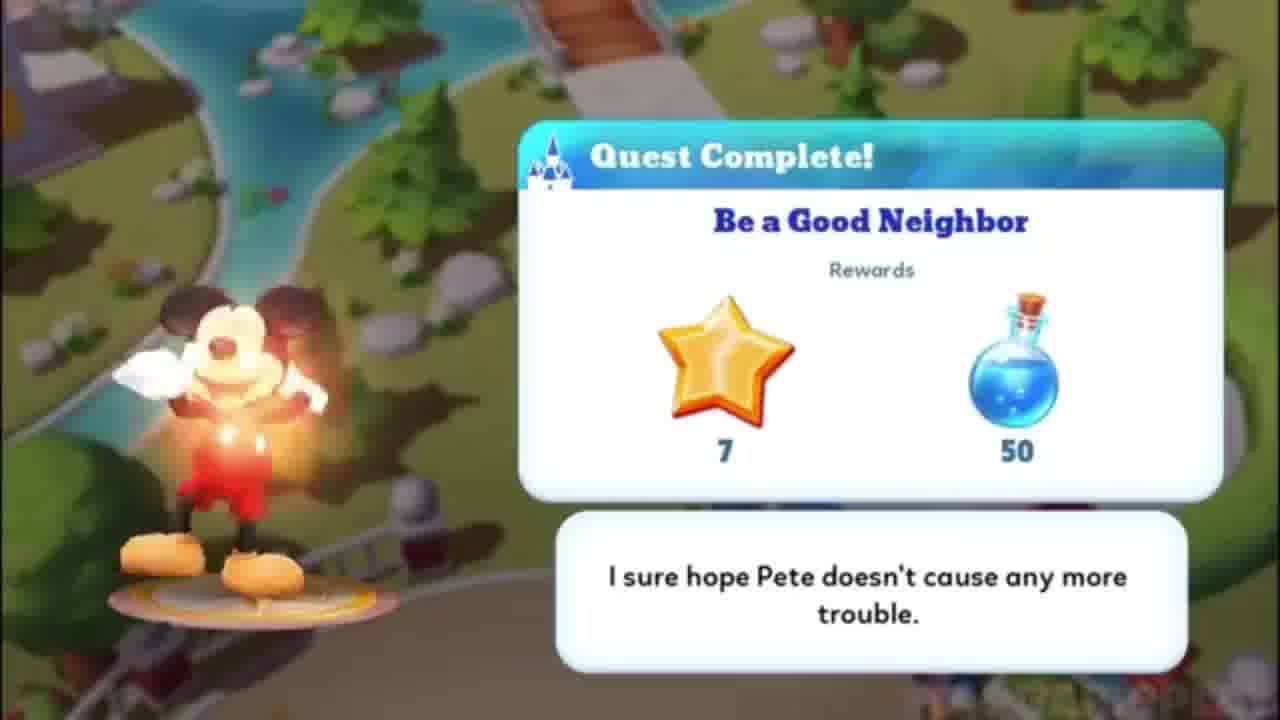 Quest Complete!
Be a Good Neighbor
Rewards
7
50
I sure hope Pete doesn't cause any more
trouble.